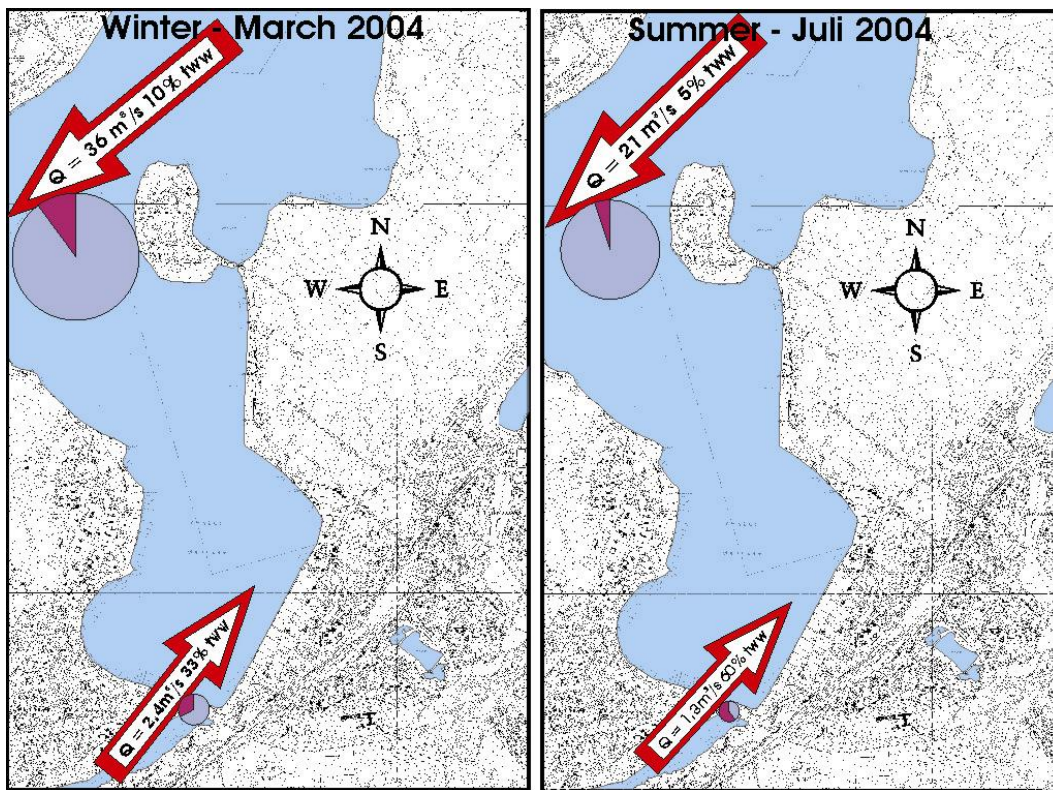 Winter - March 2004
Q = 36 m³/s 10% tww
N
W E
S
Q = 2,4m³/s 33% tww
Summer - Juli 2004
Q = 21 m³/s 5% tww
N
W E
S
Q = 1,3m³/s 60% tww